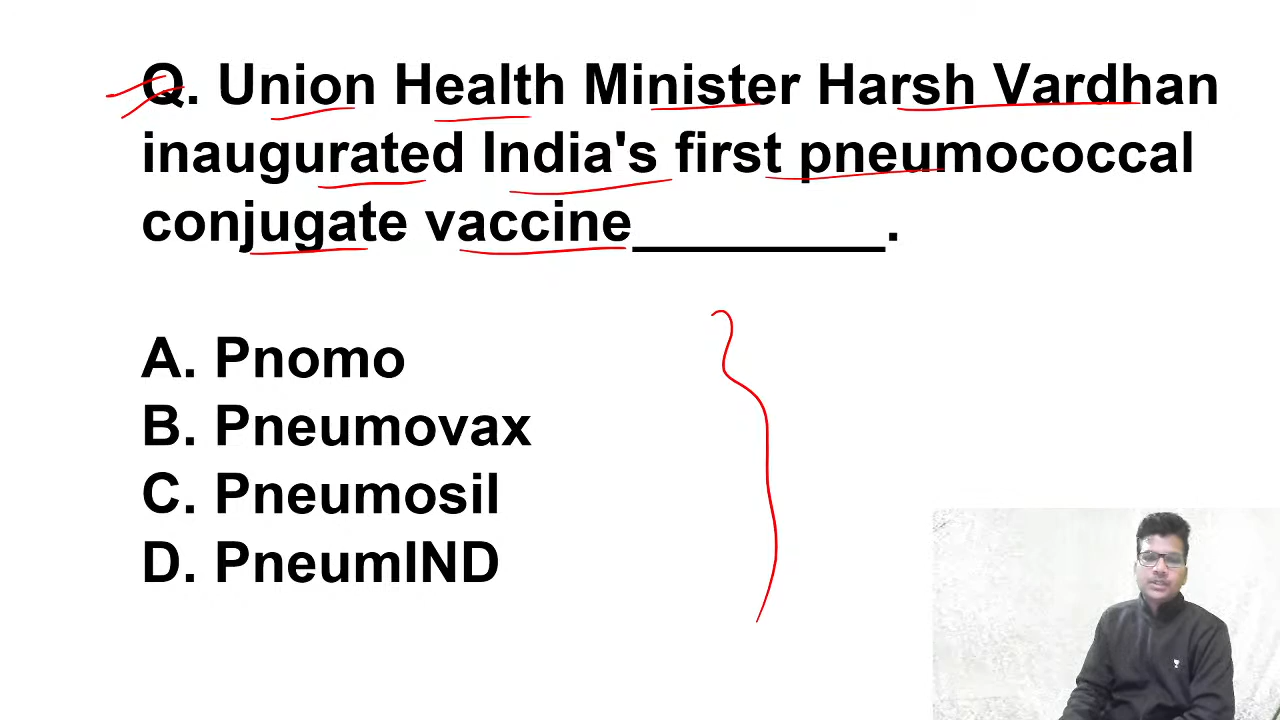 Q. Union Health Minister Harsh Vardhan
inaugurated India's first pneumococcal
conjugate vaccine_________.
A. Pnomo
B. Pneumovax
C. Pneumosil
D. PneumIND